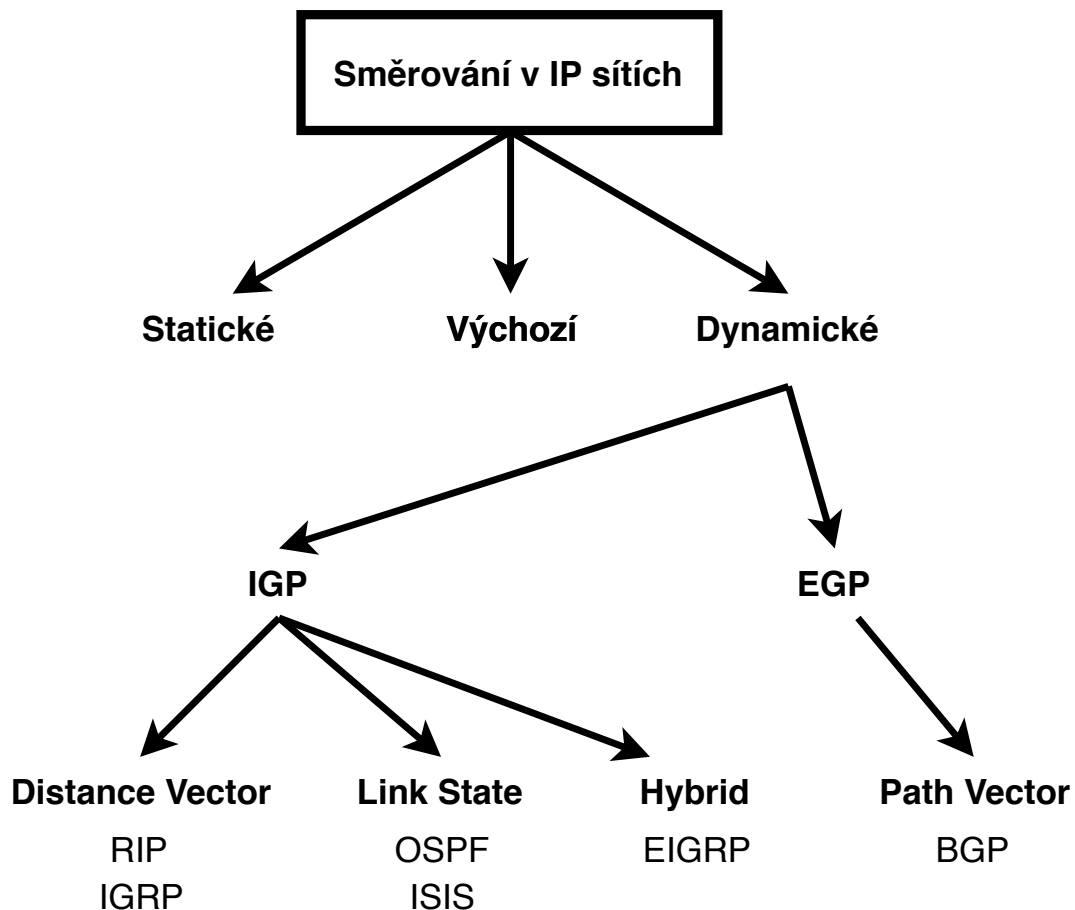 Směrování v IP sítích
Statické
Výchozí
Dynamické
IGP
EGP
Distance Vector
Link State
Hybrid
Path Vector
RIP
OSPF
EIGRP
BGP
IGRP
ISIS